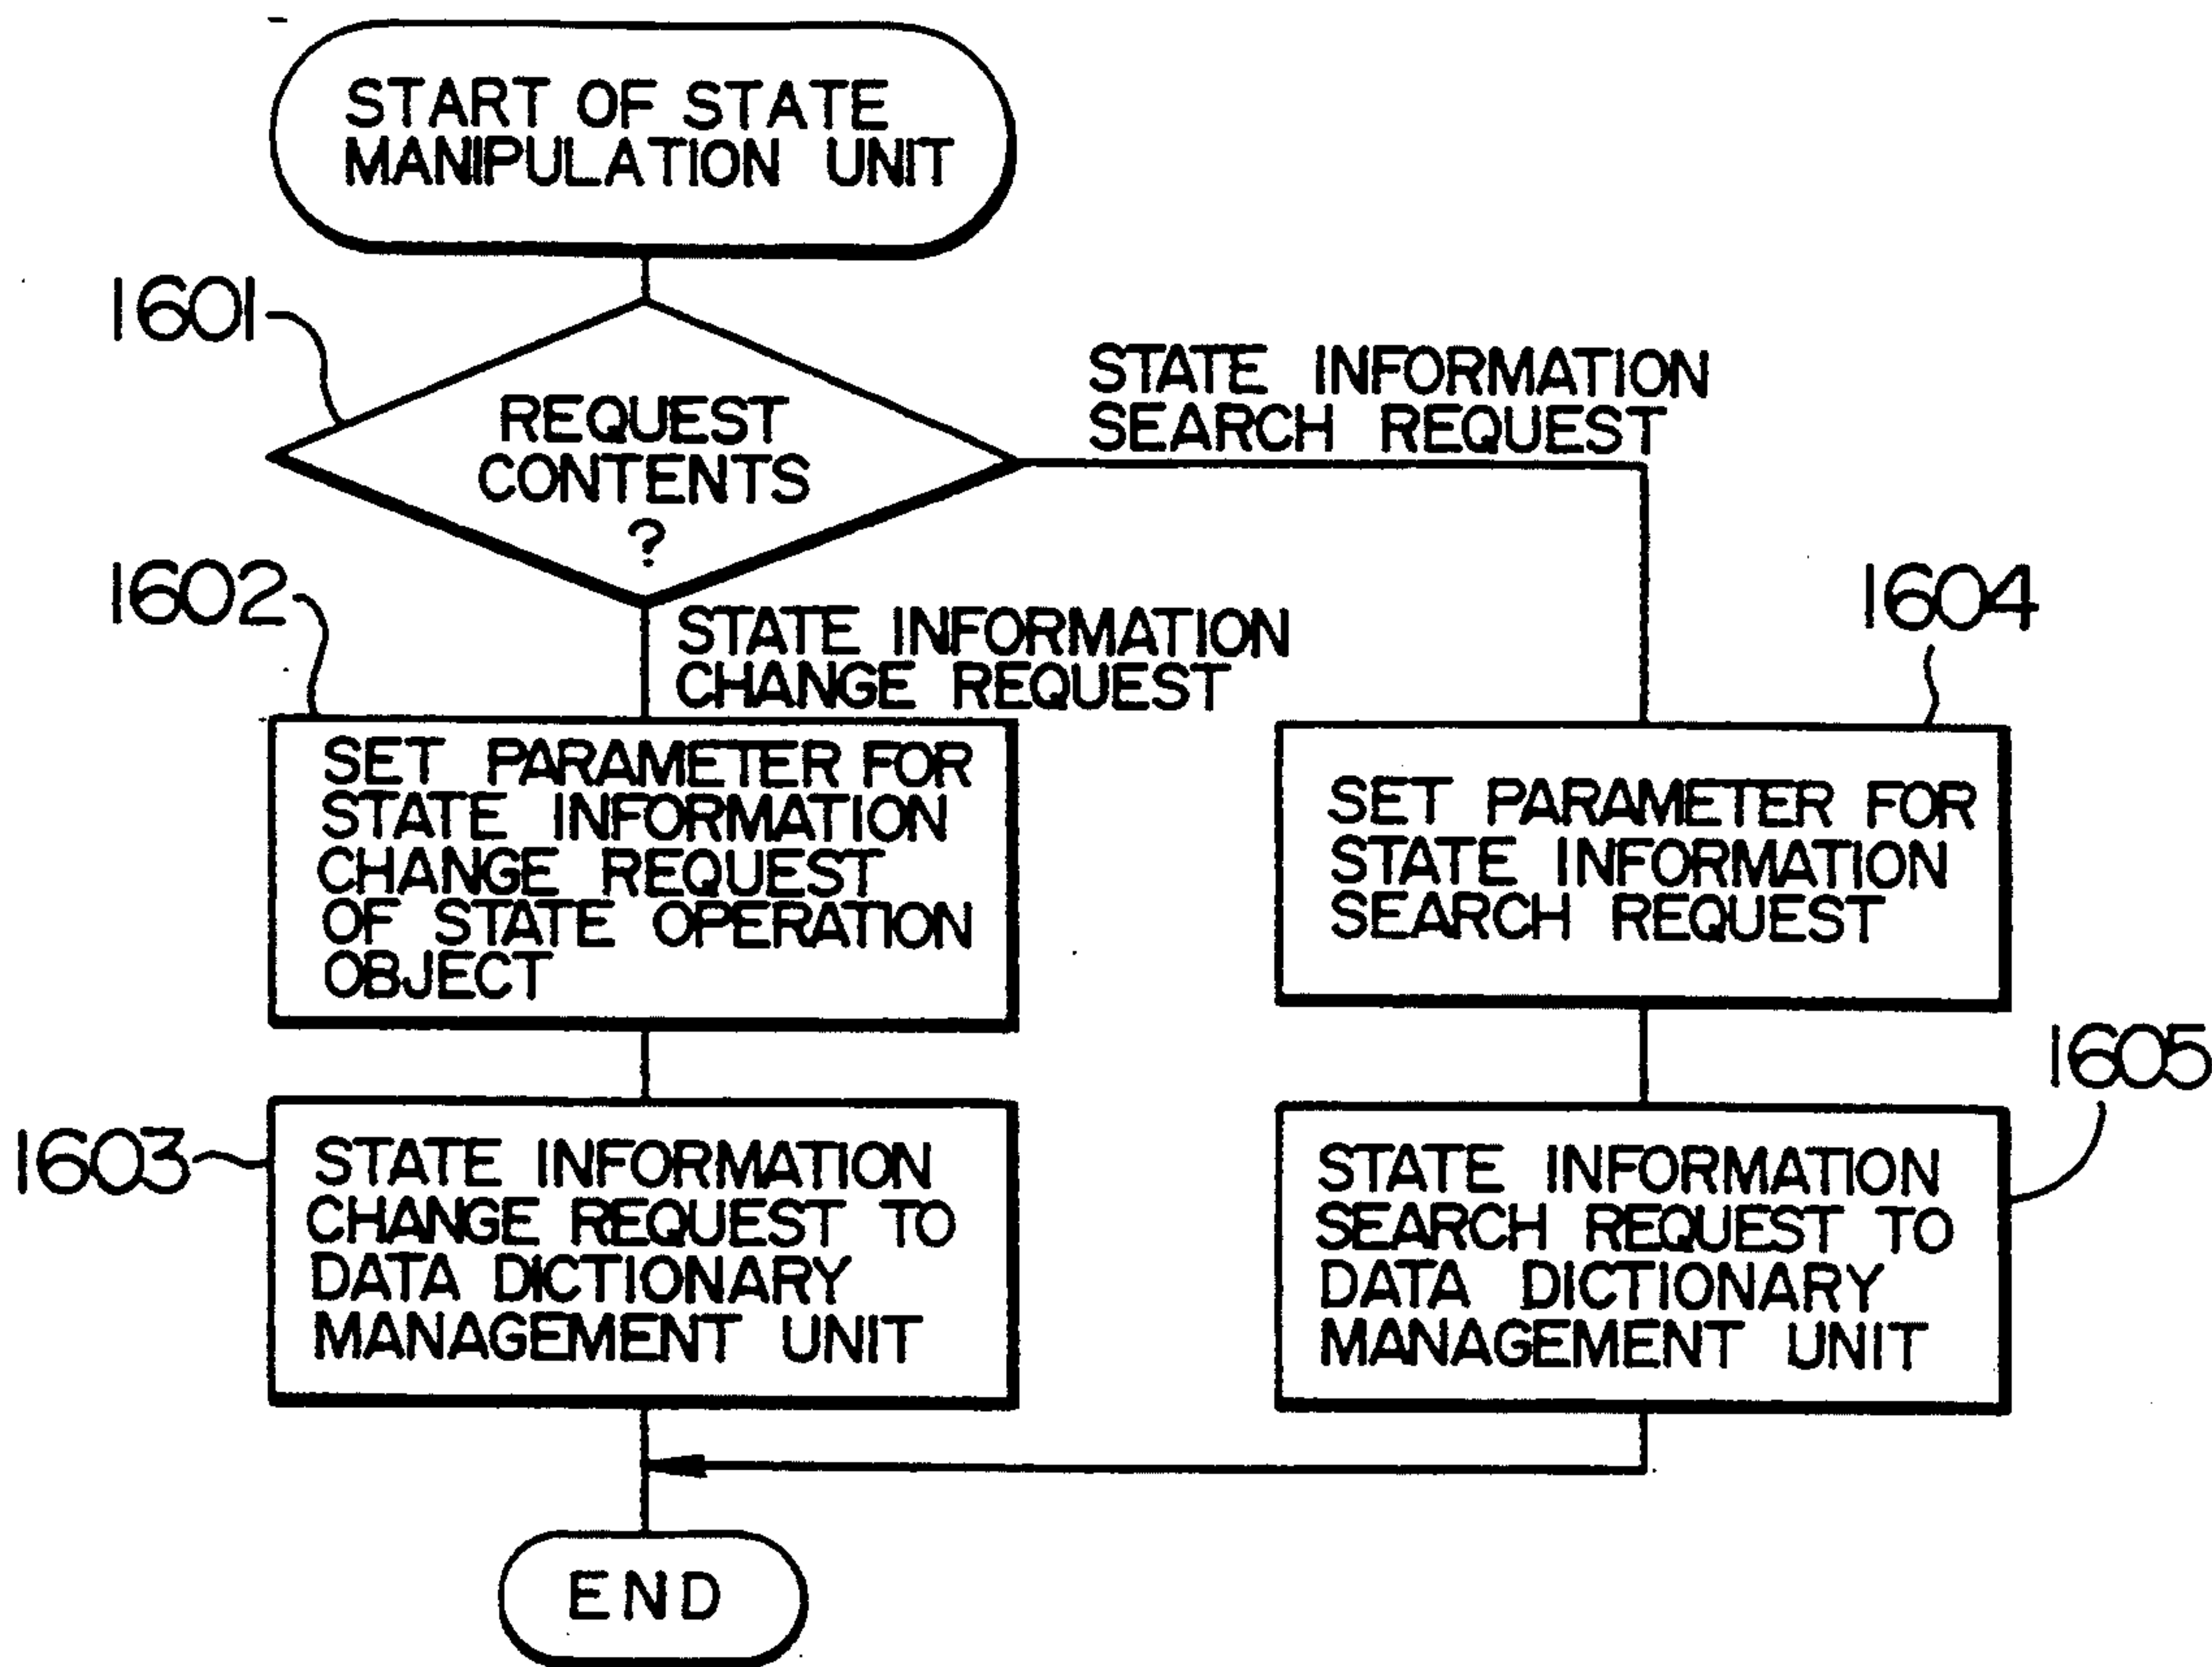 START OF STATE
MANIPULATION UNIT
1601
REQUEST
CONTENTS
?
STATE INFORMATION
SEARCH REQUEST
1602
STATE INFORMATION
CHANGE REQUEST
1604
SET PARAMETER FOR
STATE INFORMATION
CHANGE REQUEST
OF STATE OPERATION
OBJECT
SET PARAMETER FOR
STATE INFORMATION
SEARCH REQUEST
1603
STATE INFORMATION
CHANGE REQUEST TO
DATA DICTIONARY
MANAGEMENT UNIT
1605
STATE INFORMATION
SEARCH REQUEST TO
DATA DICTIONARY
MANAGEMENT UNIT
END